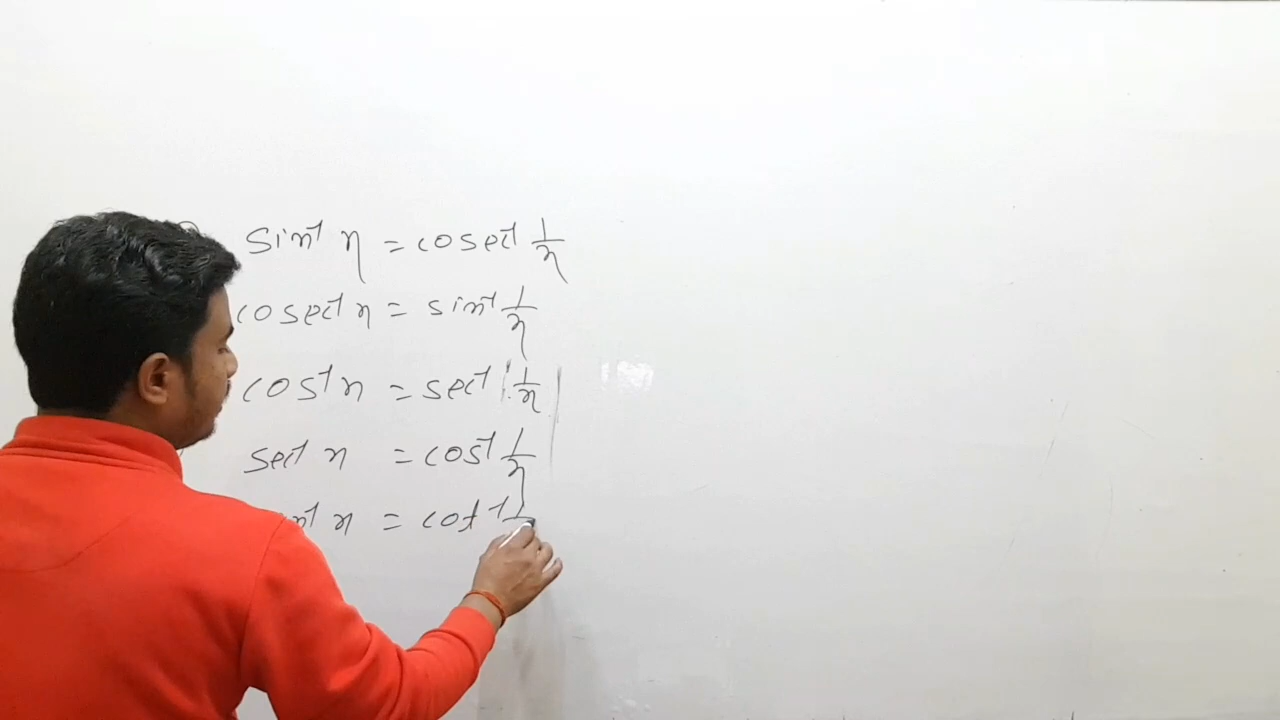 sin⁻¹ x = cosec⁻¹ 1/x
cosec⁻¹ x = sin⁻¹ 1/x
cos⁻¹ x = sec⁻¹ 1/x
sec⁻¹ x = cos⁻¹ 1/x
x = cot⁻¹ 1